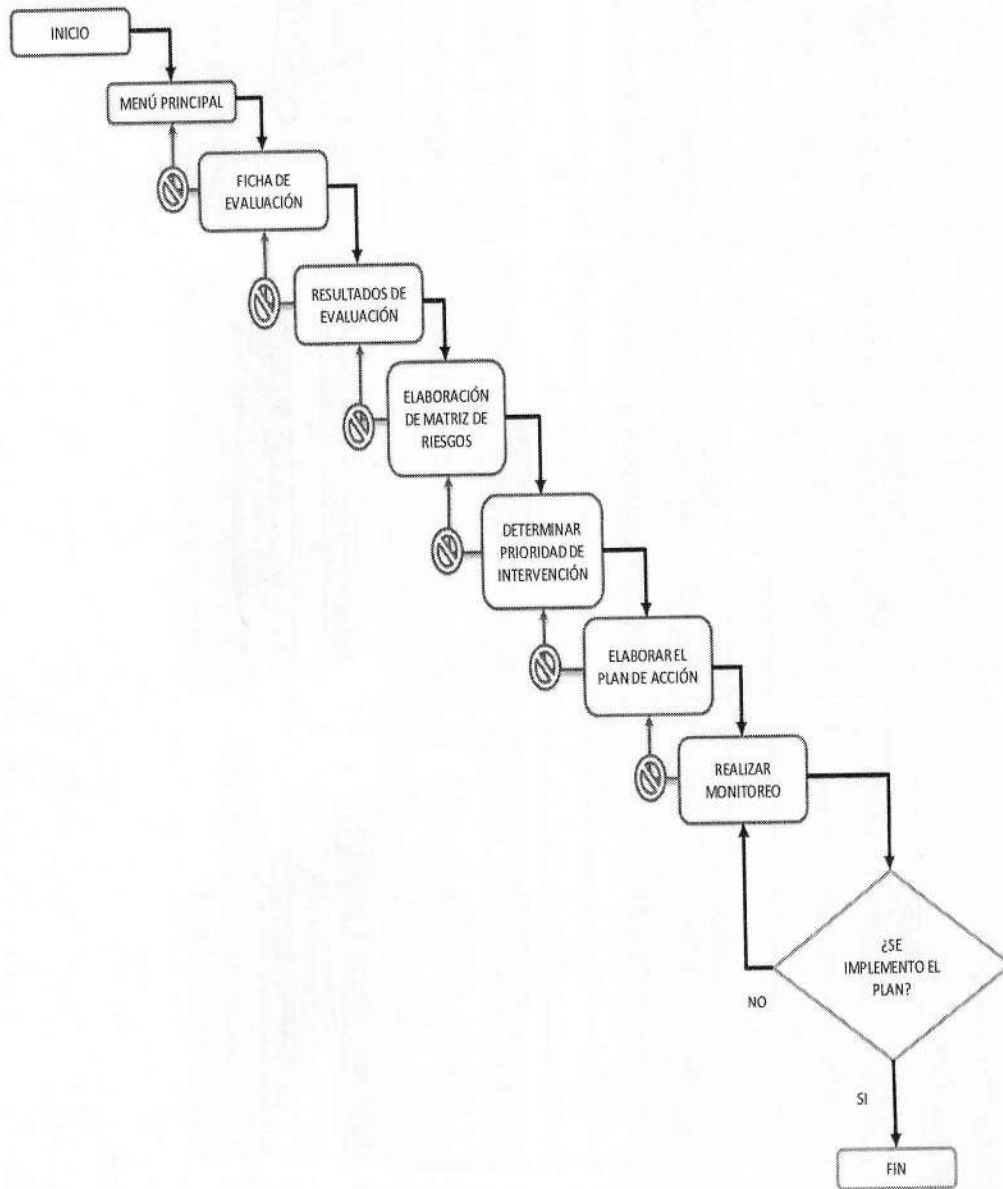 INICIO
MENÚ PRINCIPAL
FICHA DE
EVALUACIÓN
RESULTADOS DE
EVALUACIÓN
ELABORACIÓN
DE MATRIZ DE
RIESGOS
DETERMINAR
PRIORIDAD DE
INTERVENCIÓN
ELABORAR EL
PLAN DE ACCIÓN
REALIZAR
MONITOREO
¿SE
IMPLEMENTO EL
PLAN?
NO
SI
FIN